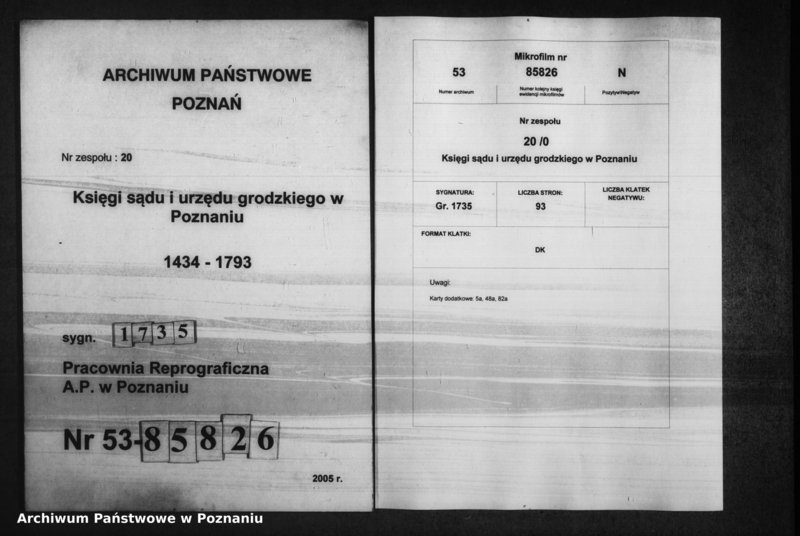 ARCHIWUM PAŃSTWOWE
POZNAŃ
Nr zespołu : 20
Księgi sądu i urzędu grodzkiego w
Poznaniu
1434 - 1793
sygn. 1735
Pracownia Reprograficzna
A.P. w Poznaniu
Nr 53-85826
2005 r.
Mikrofilm nr
53 85826 N
Numer archiwum Numer kolejny księgi ewidencji mikrofilmów Pozytyw\Negatyw
Nr zespołu
20 /0
Księgi sądu i urzędu grodzkiego w Poznaniu
SYGNATURA: LICZBA STRON: LICZBA KLATEK
NEGATYWU:
Gr. 1735 93
FORMAT KLATKI:
DK
Uwagi:
Karty dodatkowe: 5a, 48a, 82a
Archiwum Państwowe w Poznaniu